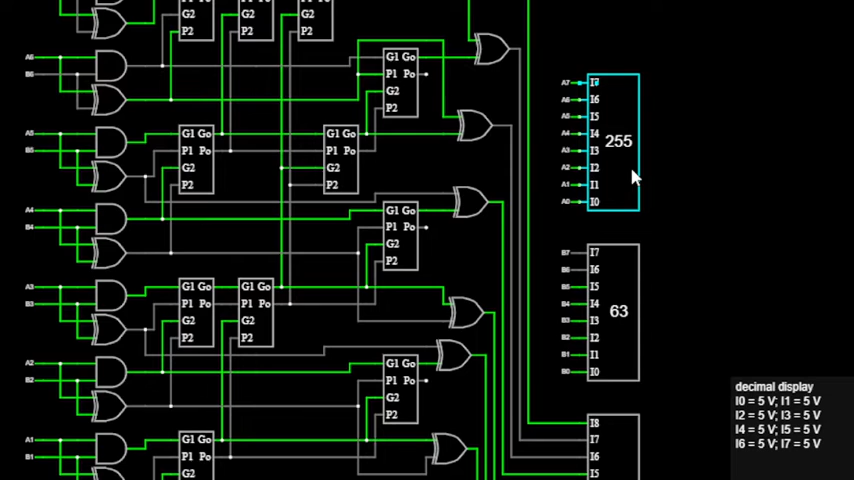 G2 P2
P2
A6
B6
G1 Go
P1 Po
G2
P2
A5
B5
G1 Go
P1 Po
G2
P2
G1 Go
P1 Po
G2
P2
A4
B4
G1 Go
P1 Po
G2
P2
A3
B3
G1 Go
P1 Po
G2
P2
G1 Go
P1 Po
G2
A2
B2
G1 Go
P1 Po
G2
P2
A1
B1
G1 Go
P1 Po
G2
A7 I7
A6 I6
A5 I5
A4 I4
255
A3 I3
A2 I2
A1 I1
A0 I0
B7 I7
B6 I6
B5 I5
B4 I4
63
B3 I3
B2 I2
B1 I1
B0 I0
I8
I7
I6
I5
decimal display
I0 = 5 V; I1 = 5 V
I2 = 5 V; I3 = 5 V
I4 = 5 V; I5 = 5 V
I6 = 5 V; I7 = 5 V